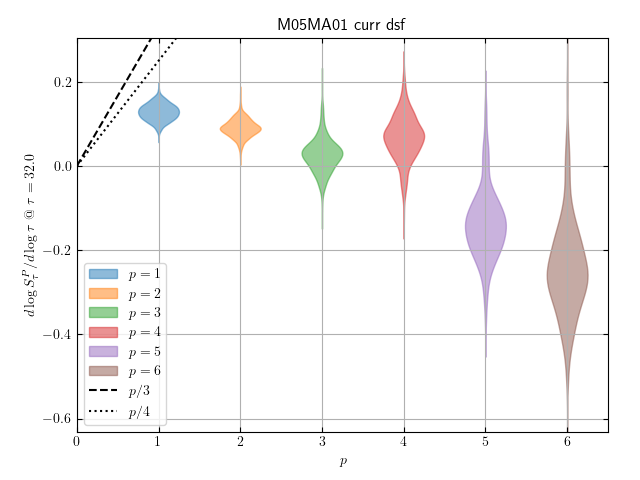 M05MA01 curr dsf
d log S_τ^P / d log τ @ τ = 32.0
0.2
0.0
−0.2
−0.4
−0.6
p = 1
p = 2
p = 3
p = 4
p = 5
p = 6
p/3
p/4
0 1 2 3 4 5 6
p